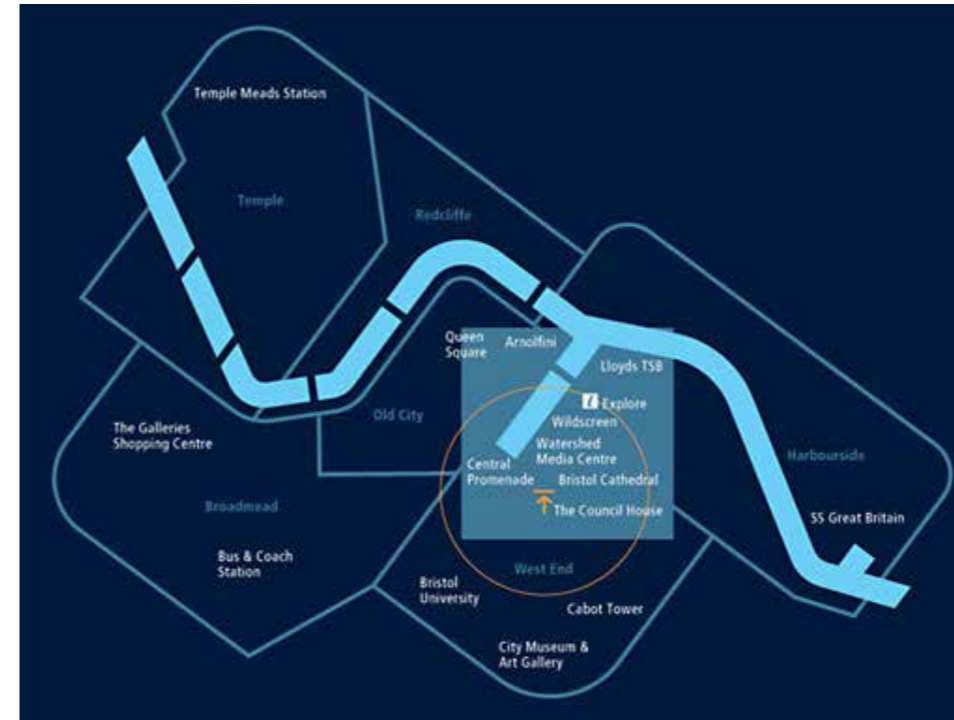 Temple Meads Station
Temple
Redcliffe
Queen
Square
Arnolfini
Lloyds TSB
i
Explore
Wildscreen
Old City
The Galleries
Shopping Centre
Watershed
Media Centre
Central
Promenade
Bristol Cathedral
Harbourside
Broadmead
The Council House
SS Great Britain
Bus & Coach
Station
West End
Bristol
University
Cabot Tower
City Museum &
Art Gallery